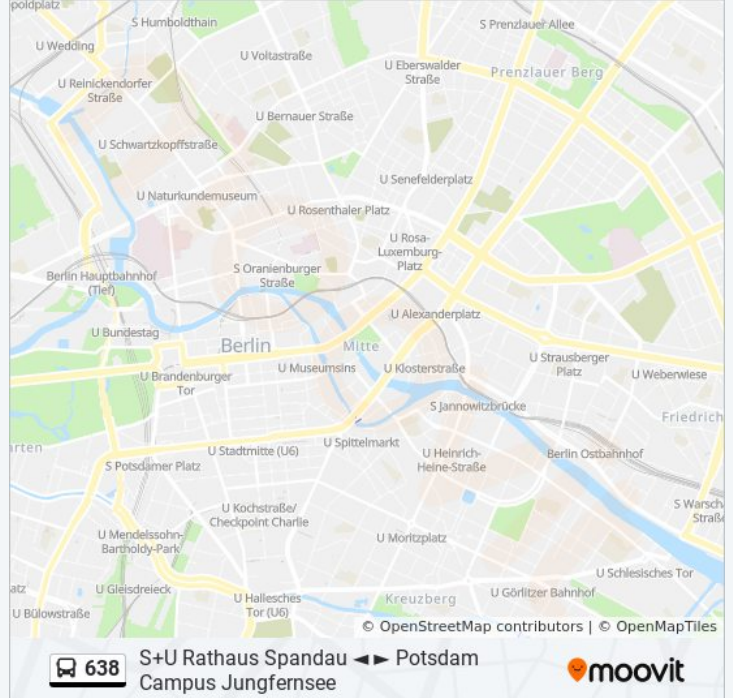 poldplatz
S Humboldthain
S Prenzlauer Allee
U Wedding
U Voltastraße
U Eberswalder
Straße
Prenzlauer Berg
U Reinickendorfer
Straße
U Bernauer Straße
U Schwartzkopffstraße
U Senefelderplatz
U Naturkundemuseum
U Rosenthaler Platz
U Rosa-
Luxemburg-
Platz
S Oranienburger
Straße
Berlin Hauptbahnhof
(Tief)
U Alexanderplatz
U Bundestag
Berlin
Mitte
U Strausberger
Platz
U Museumsins
U Klosterstraße
U Weberwiese
U Brandenburger
Tor
S Jannowitzbrücke
Friedrich
rten
U Spittelmarkt
U Stadtmitte (U6)
U Heinrich-
Heine-Straße
Berlin Ostbahnhof
S Potsdamer Platz
S Warsch
Straße
U Kochstraße/
Checkpoint Charlie
U Mendelssohn-
Bartholdy-Park
U Moritzplatz
U Schlesisches Tor
atz
U Gleisdreieck
U Görlitzer Bahnhof
U Hallesches
Tor (U6)
Kreuzberg
U Bülowstraße
© OpenStreetMap contributors | © OpenMapTiles
638
S+U Rathaus Spandau ◄ ► Potsdam
Campus Jungfernsee
moovit